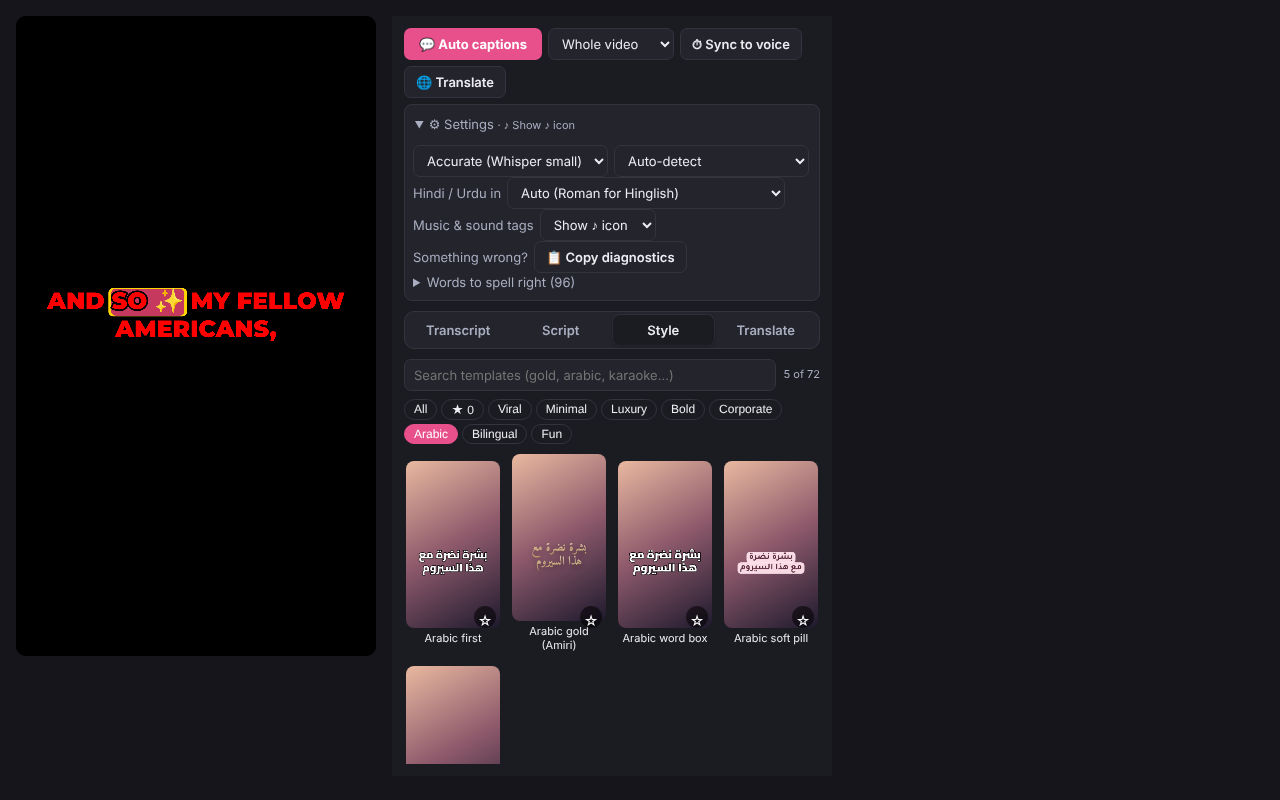 AND SO ✨ MY FELLOW
AMERICANS,
💬 Auto captions
Whole video
⏱ Sync to voice
🌐 Translate
▼ ⚙ Settings · ♪ Show ♪ icon
Accurate (Whisper small)
Auto-detect
Hindi / Urdu in
Auto (Roman for Hinglish)
Music & sound tags
Show ♪ icon
Something wrong?
📋 Copy diagnostics
▶ Words to spell right (96)
Transcript
Script
Style
Translate
Search templates (gold, arabic, karaoke...)
5 of 72
All
★ 0
Viral
Minimal
Luxury
Bold
Corporate
Arabic
Bilingual
Fun
بشرة نضرة مع
هذا السيروم
Arabic first
بشرة نضرة مع
هذا السيروم
Arabic gold
(Amiri)
بشرة نضرة مع
هذا السيروم
Arabic word box
بشرة نضرة
مع هذا السيروم
Arabic soft pill